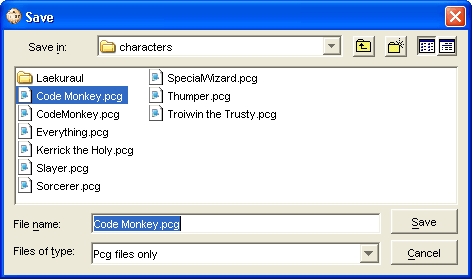 Save
Save in: characters
Laekuraul
Code Monkey.pcg
CodeMonkey.pcg
Everything.pcg
Kerrick the Holy.pcg
Slayer.pcg
Sorcerer.pcg
SpecialWizard.pcg
Thumper.pcg
Troiwin the Trusty.pcg
File name: Code Monkey.pcg Save
Files of type: Pcg files only Cancel